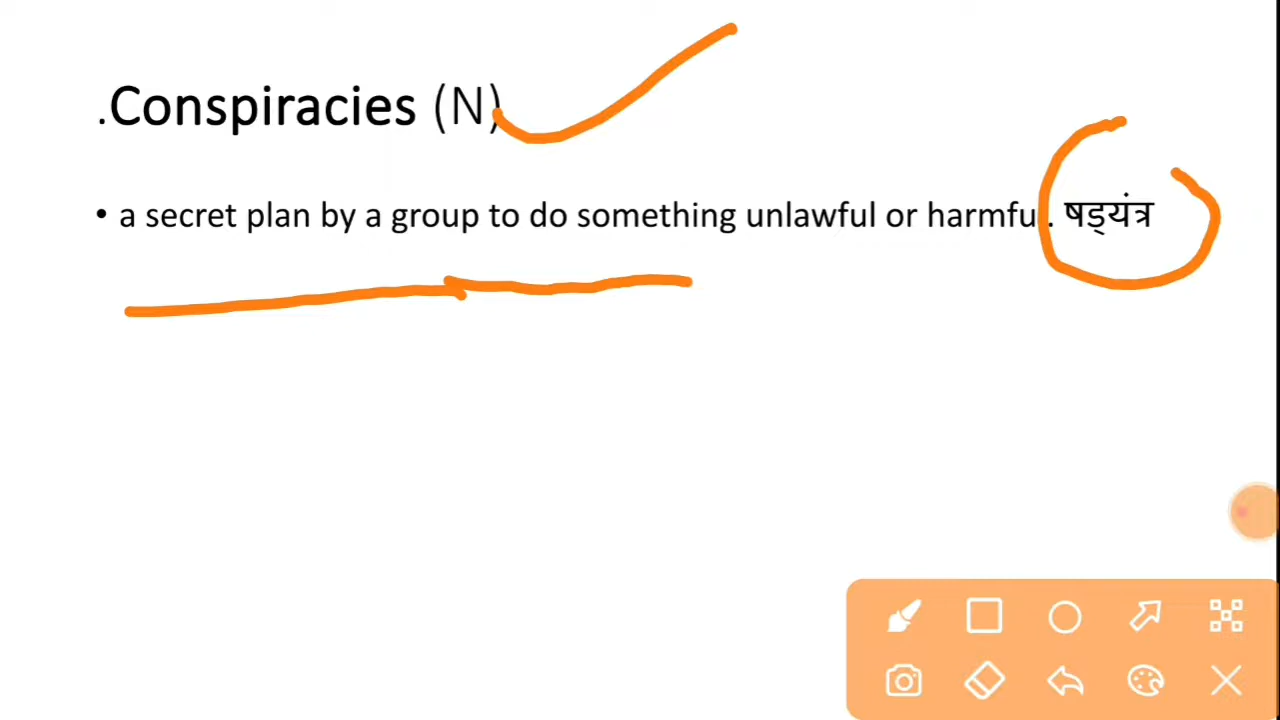 .Conspiracies (N)
• a secret plan by a group to do something unlawful or harmful. षड्यंत्र